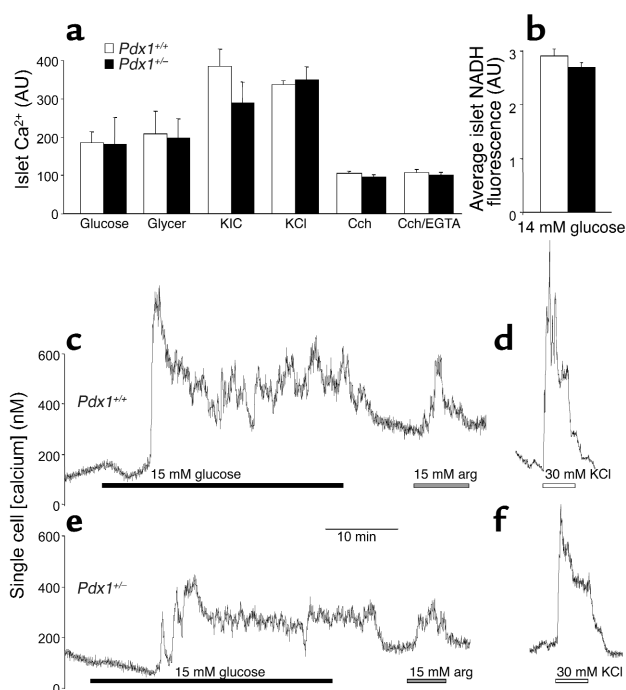 a
Pdx1+/+
Pdx1+/–
Islet Ca2+ (AU)
400
300
200
100
0
Glucose
Glycer
KIC
KCl
Cch
Cch/EGTA
b
Average islet NADH
fluorescence (AU)
3
2
1
0
14 mM glucose
c
Pdx1+/+
600
400
200
0
15 mM glucose
15 mM arg
d
30 mM KCl
Single cell [calcium] (nM)
10 min
e
Pdx1+/–
600
400
200
0
15 mM glucose
15 mM arg
f
30 mM KCl